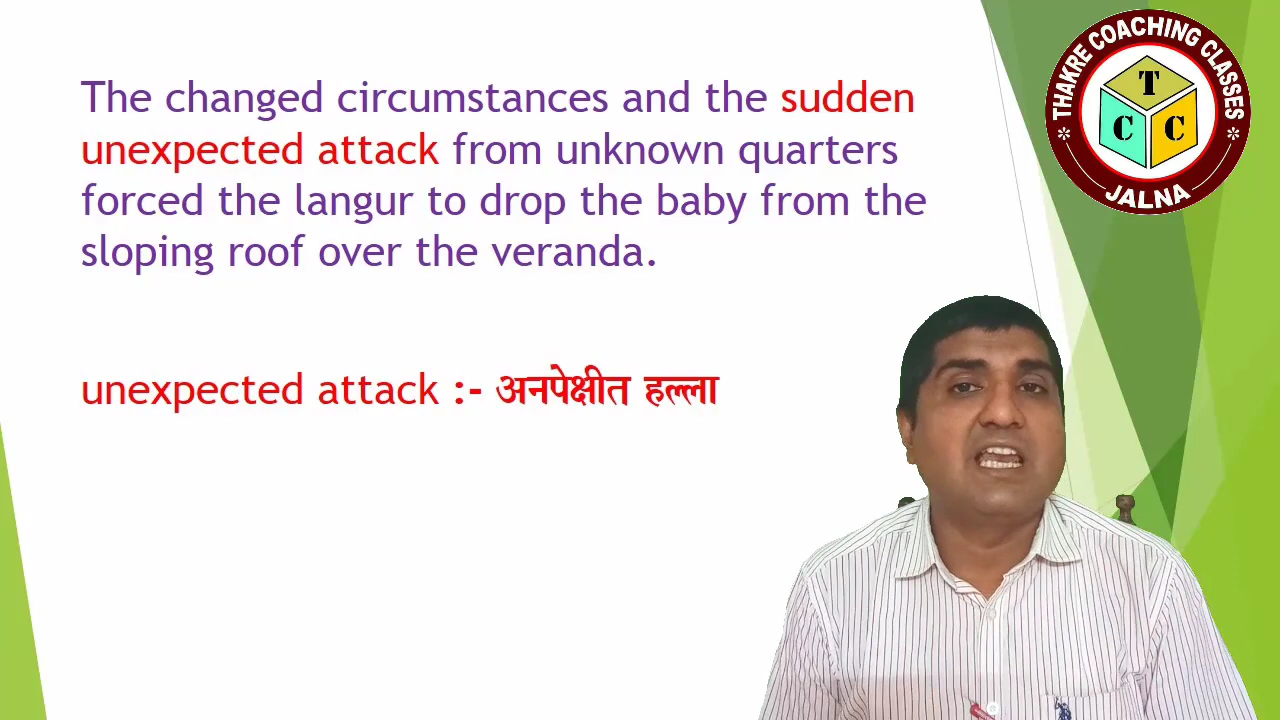 The changed circumstances and the sudden
unexpected attack from unknown quarters
forced the langur to drop the baby from the
sloping roof over the veranda.
unexpected attack :- अनपेक्षीत हल्ला
THAKRE COACHING CLASSES
T
C C
JALNA